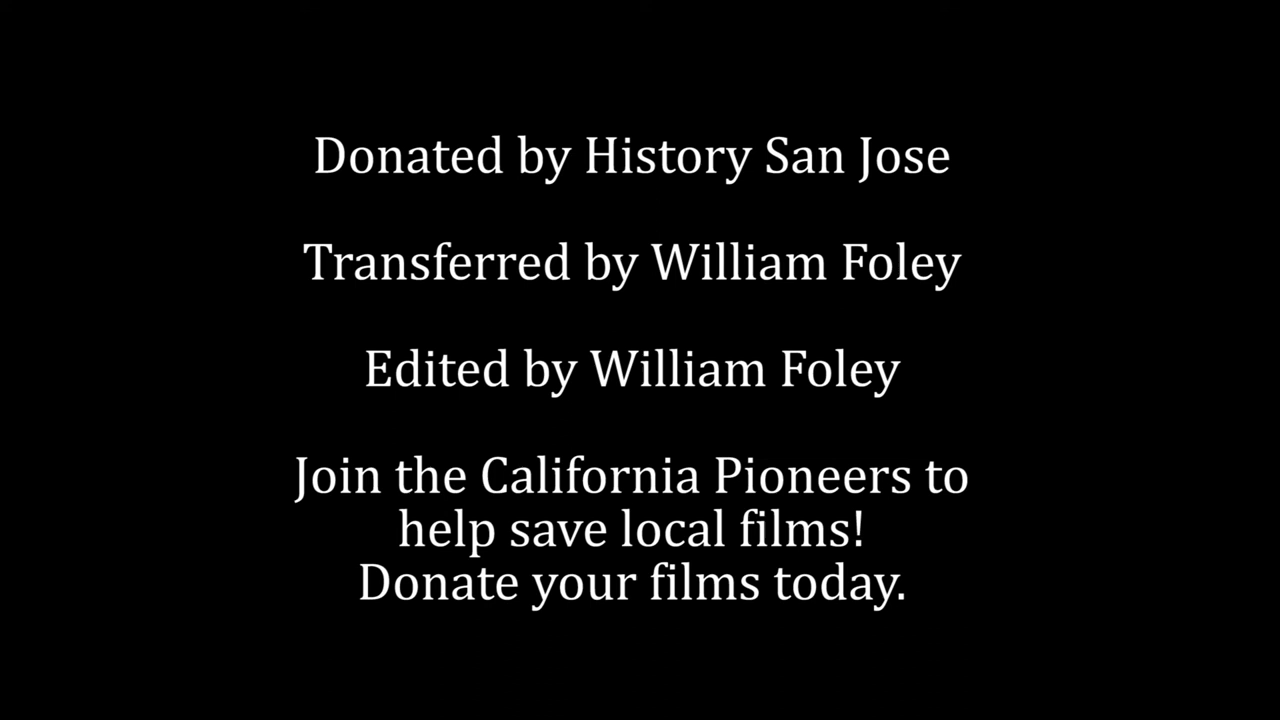 Donated by History San Jose
Transferred by William Foley
Edited by William Foley
Join the California Pioneers to
help save local films!
Donate your films today.